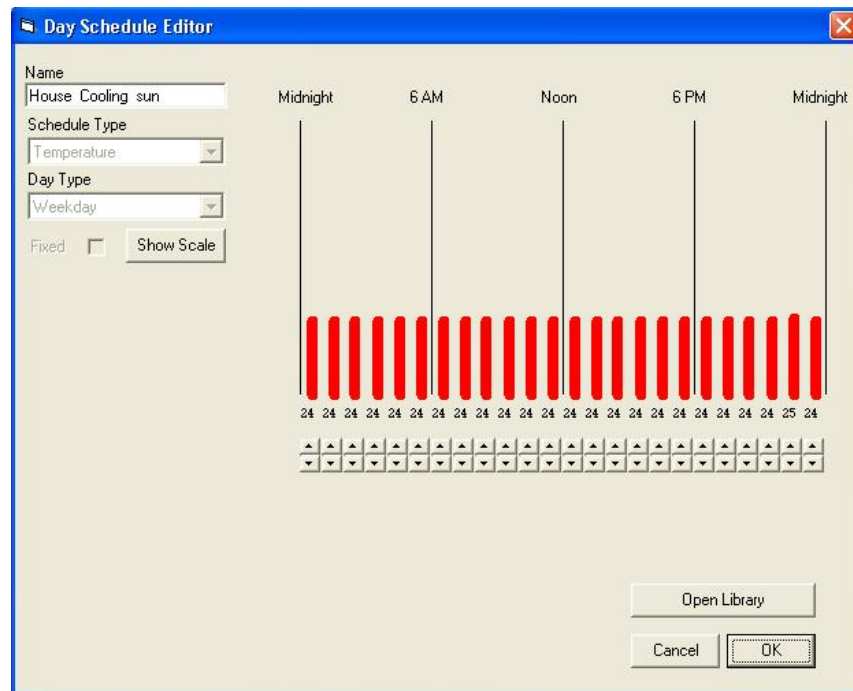 Day Schedule Editor
Name
House Cooling sun
Schedule Type
Temperature
Day Type
Weekday
Fixed
Show Scale
Midnight 6 AM Noon 6 PM Midnight
24 24 24 24 24 24 24 24 24 24 24 24 24 24 24 24 24 24 24 24 24 24 25 24
Open Library
Cancel
OK